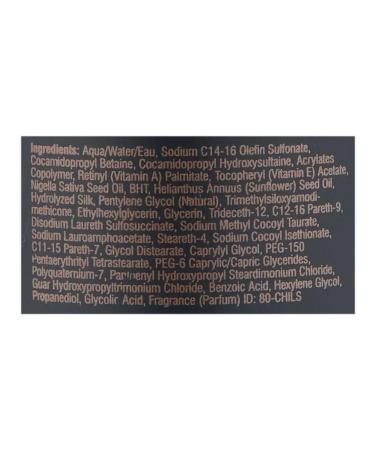 Ingredients: Aqua/Water/Eau, Sodium C14-16 Olefin Sulfonate,
Cocamidopropyl Betaine, Cocamidopropyl Hydroxysultaine, Acrylates
Copolymer, Retinyl (Vitamin A) Palmitate, Tocopheryl (Vitamin E) Acetate,
Nigella Sativa Seed Oil, BHT, Helianthus Annuus (Sunflower) Seed Oil,
Hydrolyzed Silk, Pentylene Glycol (Natural), Trimethylsiloxyamodi-
methicone, Ethylhexylglycerin, Glycerin, Trideceth-12, C12-16 Pareth-9,
Disodium Laureth Sulfosuccinate, Sodium Methyl Cocoyl Taurate,
Sodium Lauroamphoacetate, Steareth-4, Sodium Cocoyl Isethionate,
C11-15 Pareth-7, Glycol Distearate, Caprylyl Glycol, PEG-150
Pentaerythrityl Tetrastearate, PEG-6 Caprylic/Capric Glycerides,
Polyquaternium-7, Hydroxypropyl Steardimonium Chloride,
Guar Hydroxypropyltrimonium Chloride, Benzoic Acid, Hexylene Glycol,
Propanediol, Glycolic Acid, Fragrance (Parfum) ID: 80-CHILS